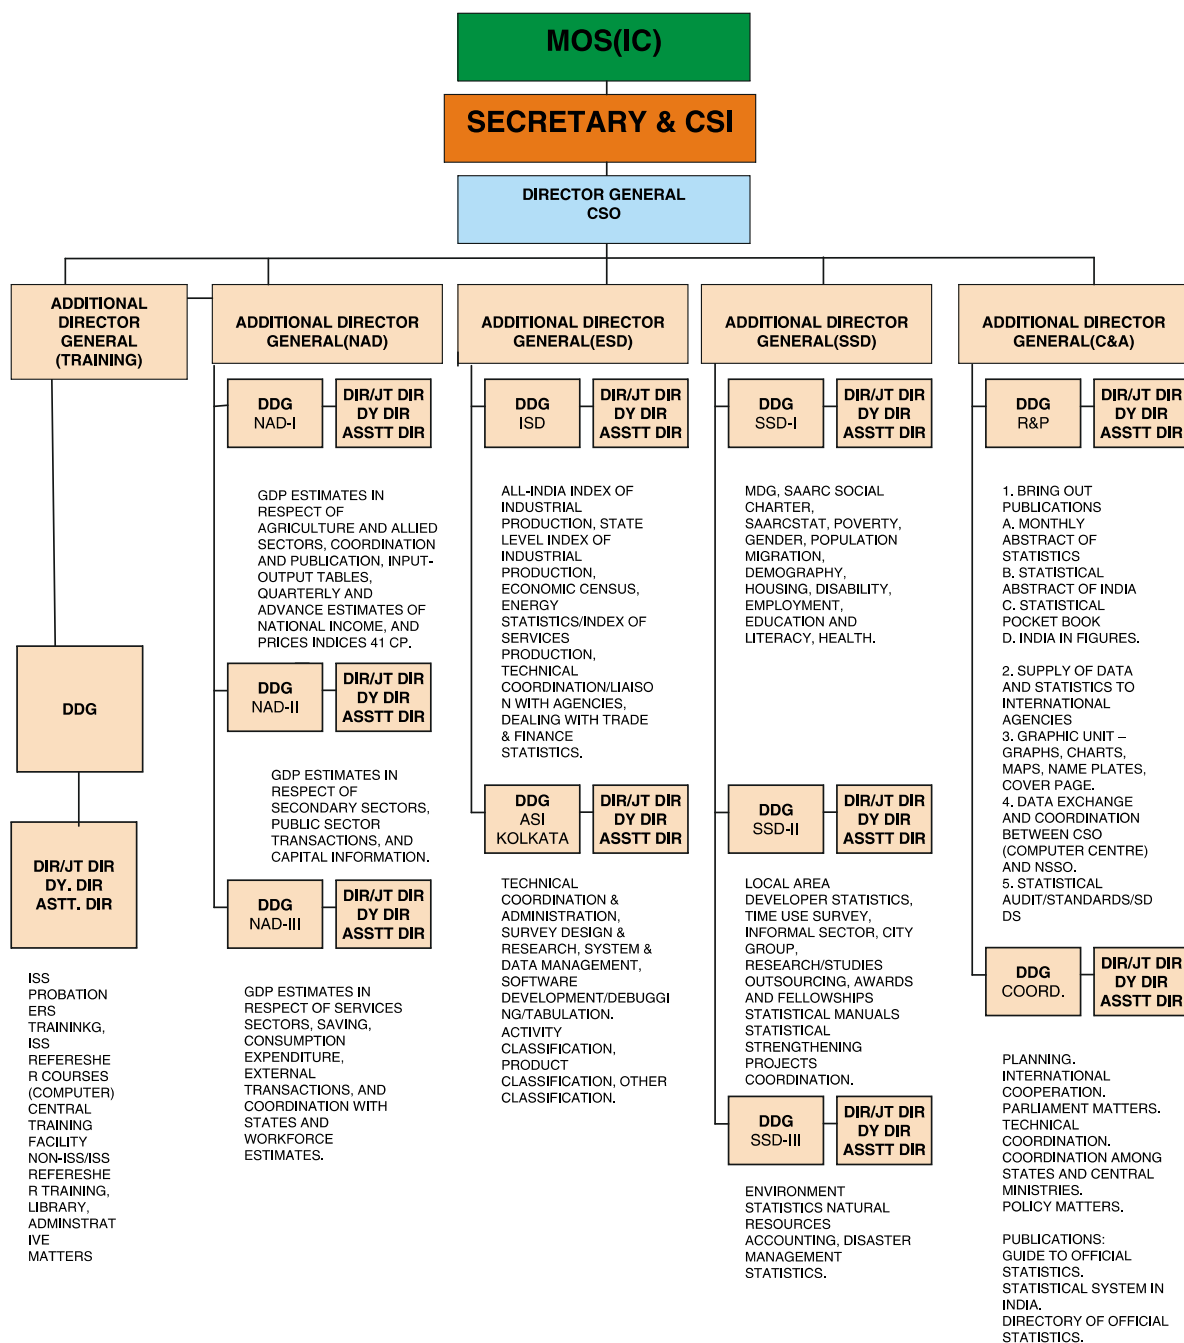 MOS(IC)
SECRETARY & CSI
DIRECTOR GENERAL
CSO
ADDITIONAL
DIRECTOR
GENERAL
(TRAINING)
DDG
DIR/JT DIR
DY. DIR
ASTT. DIR
ISS
PROBATION
ERS
TRAININKG,
ISS
REFERESHE
R COURSES
(COMPUTER)
CENTRAL
TRAINING
FACILITY
NON-ISS/ISS
REFERESHE
R TRAINING,
LIBRARY,
ADMINSTRAT
IVE
MATTERS
ADDITIONAL DIRECTOR
GENERAL(NAD)
DDG
NAD-I
DIR/JT DIR
DY DIR
ASSTT DIR
GDP ESTIMATES IN
RESPECT OF
AGRICULTURE AND ALLIED
SECTORS, COORDINATION
AND PUBLICATION, INPUT-
OUTPUT TABLES,
QUARTERLY AND
ADVANCE ESTIMATES OF
NATIONAL INCOME, AND
PRICES INDICES 41 CP.
DDG
NAD-II
DIR/JT DIR
DY DIR
ASSTT DIR
GDP ESTIMATES IN
RESPECT OF
SECONDARY SECTORS,
PUBLIC SECTOR
TRANSACTIONS, AND
CAPITAL INFORMATION.
DDG
NAD-III
DIR/JT DIR
DY DIR
ASSTT DIR
GDP ESTIMATES IN
RESPECT OF SERVICES
SECTORS, SAVING,
CONSUMPTION
EXPENDITURE,
EXTERNAL
TRANSACTIONS, AND
COORDINATION WITH
STATES AND
WORKFORCE
ESTIMATES.
ADDITIONAL DIRECTOR
GENERAL(ESD)
DDG
ISD
DIR/JT DIR
DY DIR
ASSTT DIR
ALL-INDIA INDEX OF
INDUSTRIAL
PRODUCTION, STATE
LEVEL INDEX OF
INDUSTRIAL
PRODUCTION,
ECONOMIC CENSUS,
ENERGY
STATISTICS/INDEX OF
SERVICES
PRODUCTION,
TECHNICAL
COORDINATION/LIAISO
N WITH AGENCIES,
DEALING WITH TRADE
& FINANCE
STATISTICS.
DDG
ASI
KOLKATA
DIR/JT DIR
DY DIR
ASSTT DIR
TECHNICAL
COORDINATION &
ADMINISTRATION,
SURVEY DESIGN &
RESEARCH, SYSTEM &
DATA MANAGEMENT,
SOFTWARE
DEVELOPMENT/DEBUGGI
NG/TABULATION.
ACTIVITY
CLASSIFICATION,
PRODUCT
CLASSIFICATION, OTHER
CLASSIFICATION.
ADDITIONAL DIRECTOR
GENERAL(SSD)
DDG
SSD-I
DIR/JT DIR
DY DIR
ASSTT DIR
MDG, SAARC SOCIAL
CHARTER,
SAARCSTAT, POVERTY,
GENDER, POPULATION
MIGRATION,
DEMOGRAPHY,
HOUSING, DISABILITY,
EMPLOYMENT,
EDUCATION AND
LITERACY, HEALTH.
DDG
SSD-II
DIR/JT DIR
DY DIR
ASSTT DIR
LOCAL AREA
DEVELOPER STATISTICS,
TIME USE SURVEY,
INFORMAL SECTOR, CITY
GROUP,
RESEARCH/STUDIES
OUTSOURCING, AWARDS
AND FELLOWSHIPS
STATISTICAL MANUALS
STATISTICAL
STRENGTHENING
PROJECTS
COORDINATION.
DDG
SSD-III
DIR/JT DIR
DY DIR
ASSTT DIR
ENVIRONMENT
STATISTICS NATURAL
RESOURCES
ACCOUNTING, DISASTER
MANAGEMENT
STATISTICS.
ADDITIONAL DIRECTOR
GENERAL(C&A)
DDG
R&P
DIR/JT DIR
DY DIR
ASSTT DIR
1. BRING OUT
PUBLICATIONS
A. MONTHLY
ABSTRACT OF
STATISTICS
B. STATISTICAL
ABSTRACT OF INDIA
C. STATISTICAL
POCKET BOOK
D. INDIA IN FIGURES.
2. SUPPLY OF DATA
AND STATISTICS TO
INTERNATIONAL
AGENCIES
3. GRAPHIC UNIT –
GRAPHS, CHARTS,
MAPS, NAME PLATES,
COVER PAGE.
4. DATA EXCHANGE
AND COORDINATION
BETWEEN CSO
(COMPUTER CENTRE)
AND NSSO.
5. STATISTICAL
AUDIT/STANDARDS/SD
DS
DDG
COORD.
DIR/JT DIR
DY DIR
ASSTT DIR
PLANNING.
INTERNATIONAL
COOPERATION.
PARLIAMENT MATTERS.
TECHNICAL
COORDINATION.
COORDINATION AMONG
STATES AND CENTRAL
MINISTRIES.
POLICY MATTERS.
PUBLICATIONS:
GUIDE TO OFFICIAL
STATISTICS.
STATISTICAL SYSTEM IN
INDIA.
DIRECTORY OF OFFICIAL
STATISTICS.